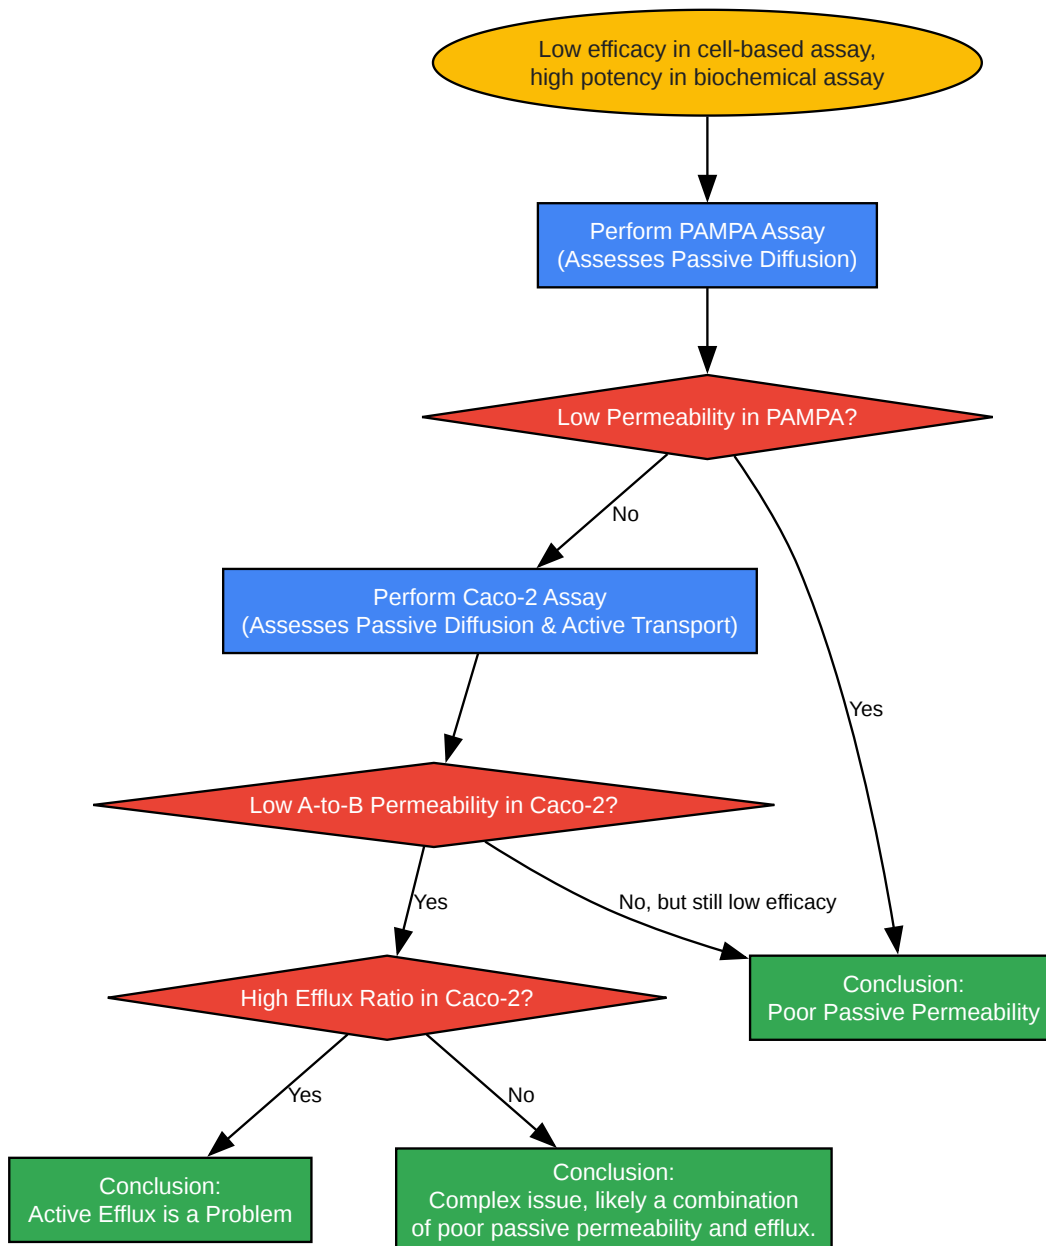 Low efficacy in cell-based assay,
high potency in biochemical assay
Perform PAMPA Assay
(Assesses Passive Diffusion)
Low Permeability in PAMPA?
No
Perform Caco-2 Assay
(Assesses Passive Diffusion & Active Transport)
Yes
Low A-to-B Permeability in Caco-2?
Yes
No, but still low efficacy
High Efflux Ratio in Caco-2?
Conclusion:
Poor Passive Permeability
Yes
No
Conclusion:
Active Efflux is a Problem
Conclusion:
Complex issue, likely a combination
of poor passive permeability and efflux.